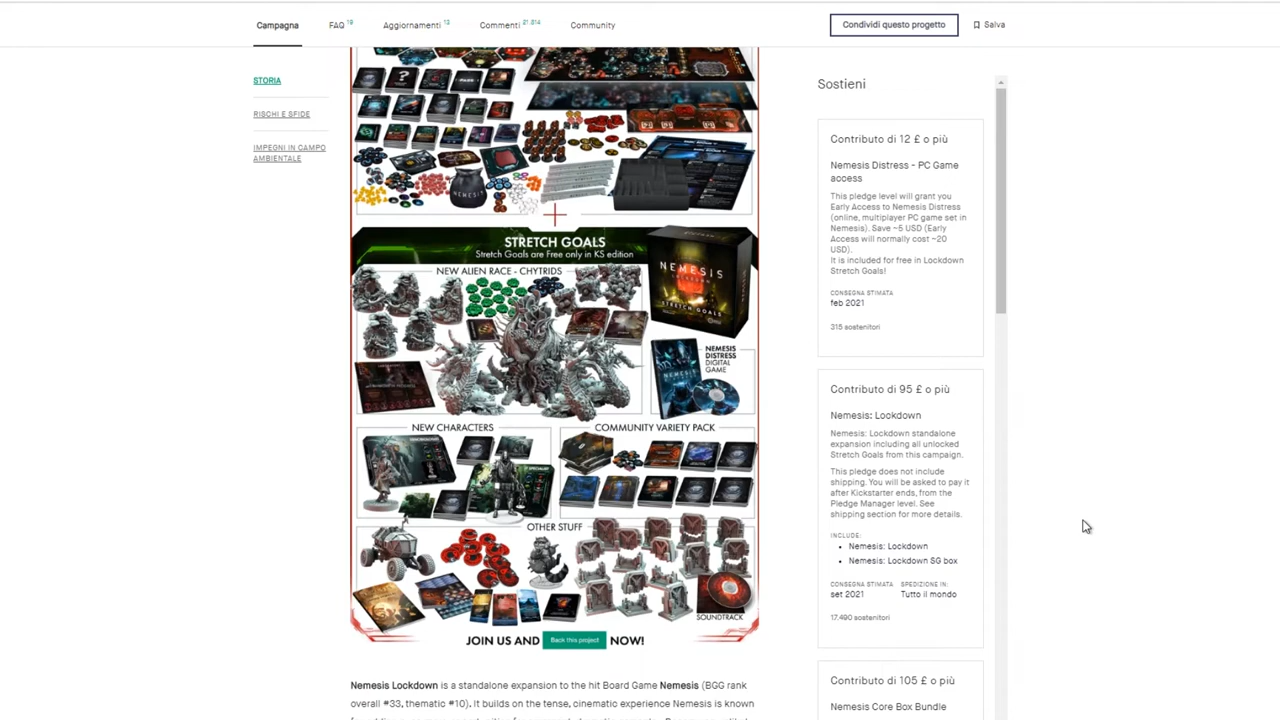 Campagna
FAQ 19
Aggiornamenti 13
Commenti 21.814
Community
Condividi questo progetto
Salva
STORIA
RISCHI E SFIDE
IMPEGNI IN CAMPO
AMBIENTALE
NEMESIS
STRETCH GOALS
Stretch Goals are Free only in KS edition
NEW ALIEN RACE - CHYTRIDS
NEMESIS
LOCKDOWN
STRETCH GOALS
NEMESIS
DISTRESS
DIGITAL
GAME
NEMESIS
NEW CHARACTERS
COMMUNITY VARIETY PACK
OTHER STUFF
SOUNDTRACK
JOIN US AND Back this project NOW!
Nemesis Lockdown is a standalone expansion to the hit Board Game Nemesis (BGG rank
overall #33, thematic #10). It builds on the tense, cinematic experience Nemesis is known
Sostieni
Contributo di 12 £ o più
Nemesis Distress - PC Game
access
This pledge level will grant you
Early Access to Nemesis Distress
(online, multiplayer PC game set in
Nemesis). Save ~5 USD (Early
Access will normally cost ~20
USD).
It is included for free in Lockdown
Stretch Goals!
CONSEGNA STIMATA
feb 2021
315 sostenitori
Contributo di 95 £ o più
Nemesis: Lockdown
Nemesis: Lockdown standalone
expansion including all unlocked
Stretch Goals from this campaign.
This pledge does not include
shipping. You will be asked to pay it
after Kickstarter ends, from the
Pledge Manager level. See
shipping section for more details.
INCLUDE:
• Nemesis: Lockdown
• Nemesis: Lockdown SG box
CONSEGNA STIMATA SPEDIZIONE IN:
set 2021 Tutto il mondo
17.490 sostenitori
Contributo di 105 £ o più
Nemesis Core Box Bundle